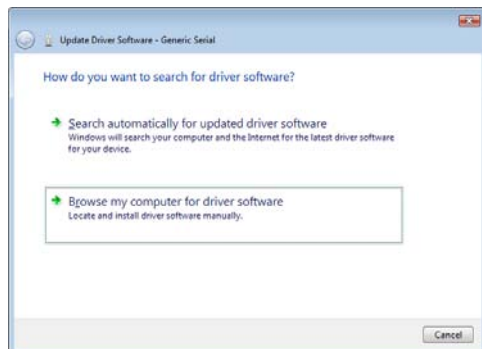 Update Driver Software - Generic Serial
How do you want to search for driver software?
Search automatically for updated driver software
Windows will search your computer and the Internet for the latest driver software
for your device.
Browse my computer for driver software
Locate and install driver software manually.
Cancel